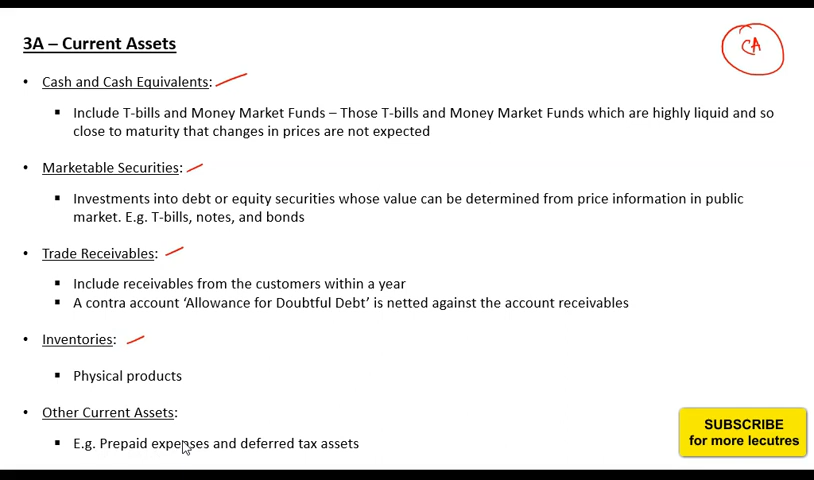 3A – Current Assets
CA
• Cash and Cash Equivalents:
▪ Include T-bills and Money Market Funds – Those T-bills and Money Market Funds which are highly liquid and so
close to maturity that changes in prices are not expected
• Marketable Securities:
▪ Investments into debt or equity securities whose value can be determined from price information in public
market. E.g. T-bills, notes, and bonds
• Trade Receivables:
▪ Include receivables from the customers within a year
▪ A contra account ‘Allowance for Doubtful Debt’ is netted against the account receivables
• Inventories:
▪ Physical products
• Other Current Assets:
▪ E.g. Prepaid expenses and deferred tax assets
SUBSCRIBE
for more lecutres